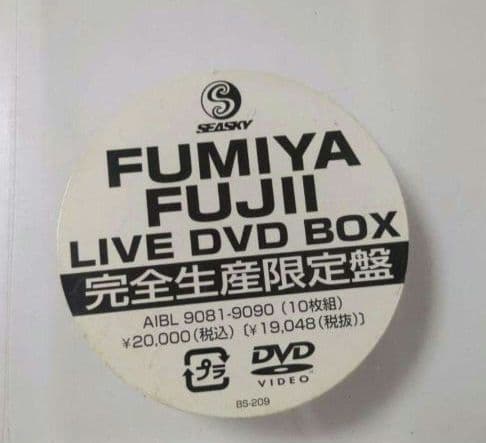 SEASKY
FUMIYA
FUJII
LIVE DVD BOX
完全生産限定盤
AIBL 9081-9090 (10枚組)
¥20,000(税込)〔¥19,048(税抜)〕
プラ DVD
VIDEO
BS-209